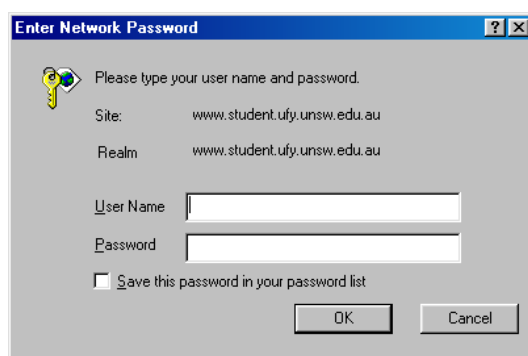 Enter Network Password
Please type your user name and password.
Site: www.student.ufy.unsw.edu.au
Realm www.student.ufy.unsw.edu.au
User Name
Password
Save this password in your password list
OK Cancel